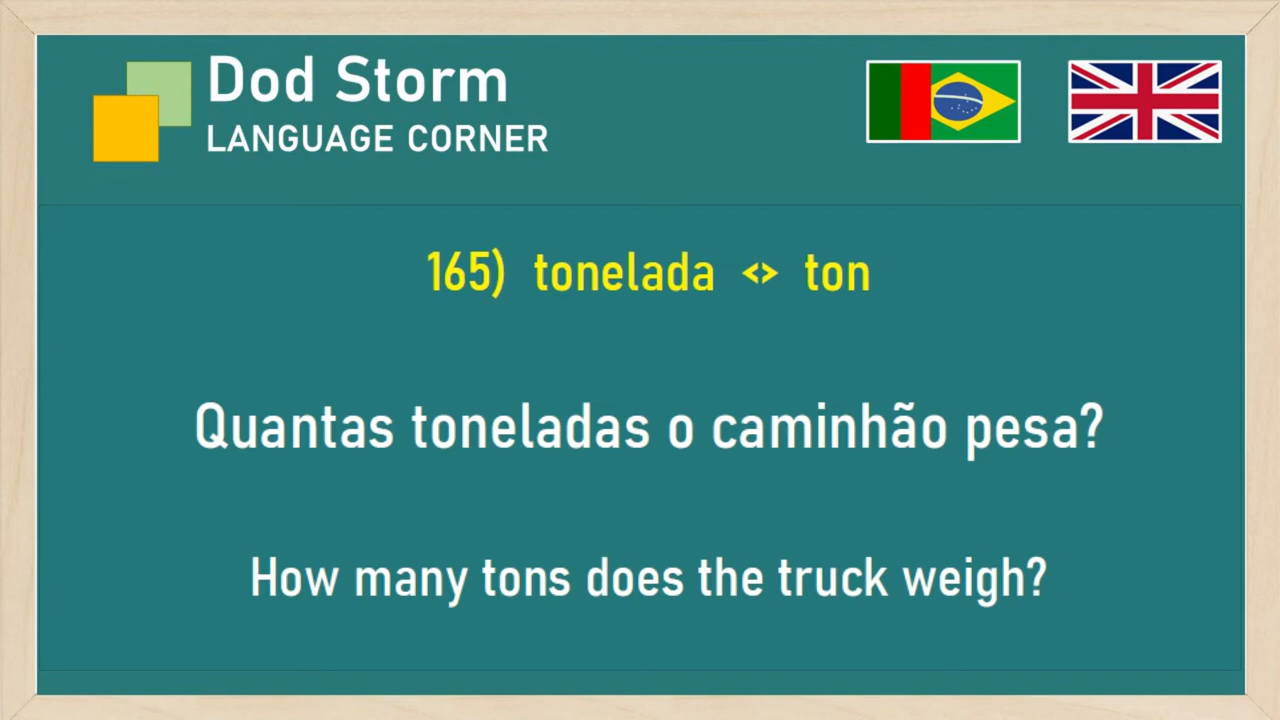 Dod Storm
LANGUAGE CORNER
165) tonelada <> ton
Quantas toneladas o caminhão pesa?
How many tons does the truck weigh?